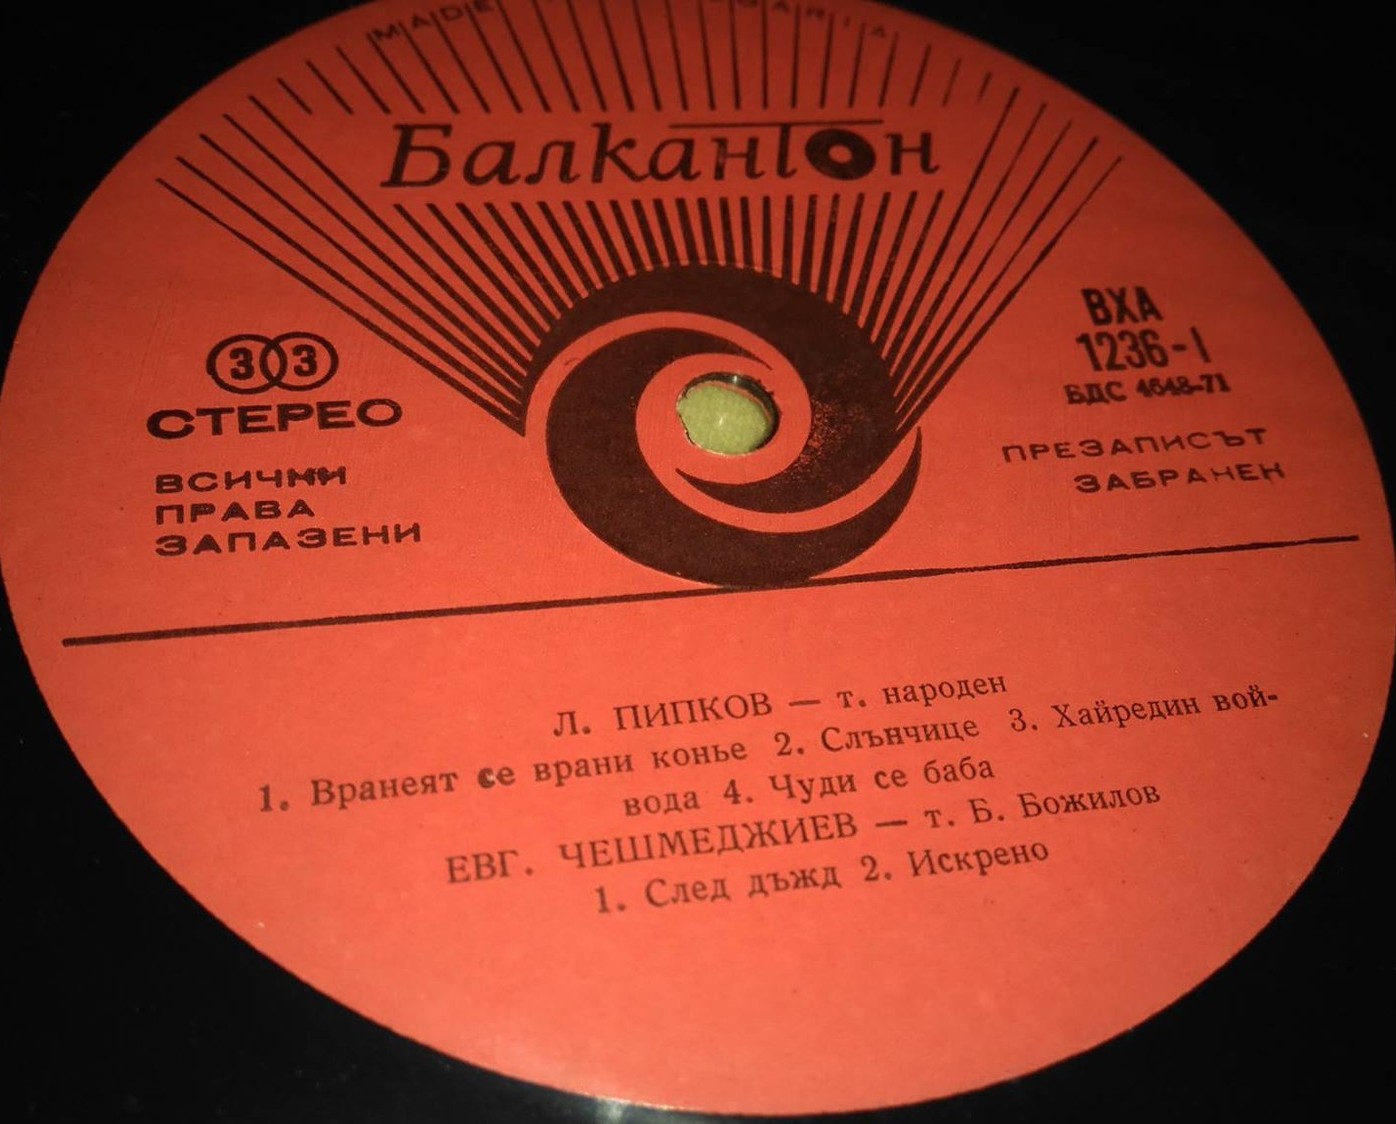 MADE
Балкантон
33
СТЕРЕО
ВСИЧКИ
ПРАВА
ЗАПАЗЕНИ
ВХА
1236-I
БДС 4648-71
ПРЕЗАПИСЪТ
ЗАБРАНЕН
Л. ПИПКОВ — т. народен
1. Вранеят се врани конье 2. Слънчице 3. Хайредин вой-
вода 4. Чуди се баба
ЕВГ. ЧЕШМЕДЖИЕВ — т. Б. Божилов
1. След дъжд 2. Искрено